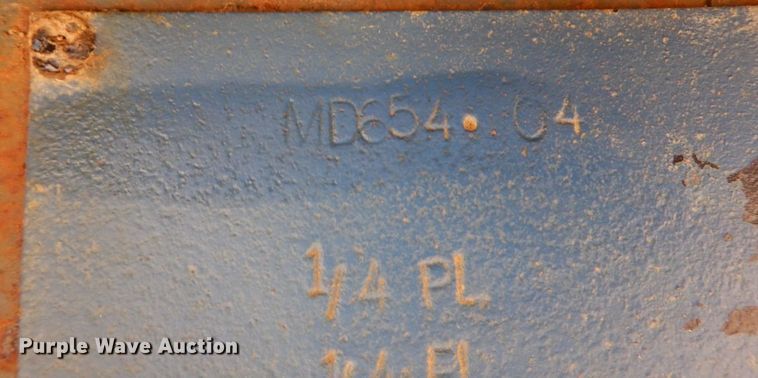 MD654• 04
1/4 PL
Purple Wave Auction